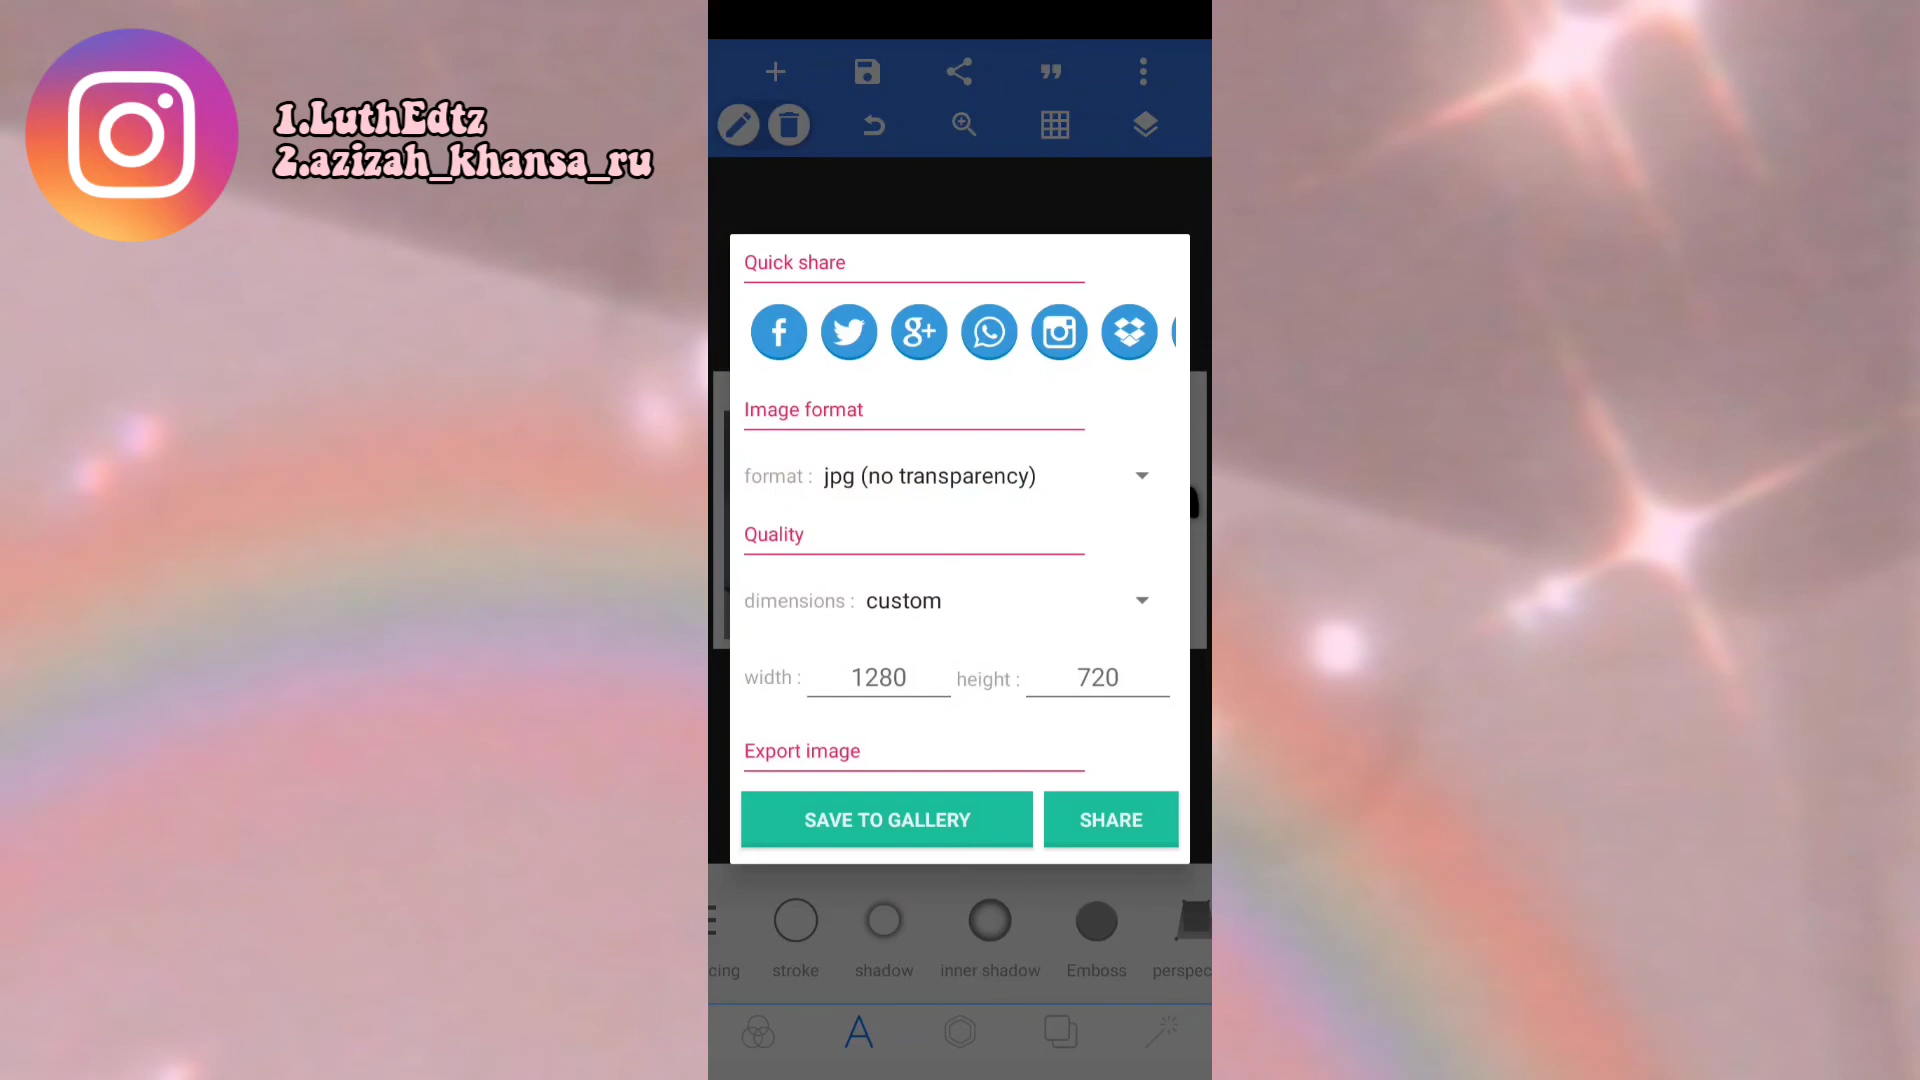 1.LuthEdtz
2.azizah_khansa_ru
Quick share
Image format
format : jpg (no transparency)
Quality
dimensions : custom
width : 1280 height : 720
Export image
SAVE TO GALLERY SHARE
cing stroke shadow inner shadow Emboss perspec